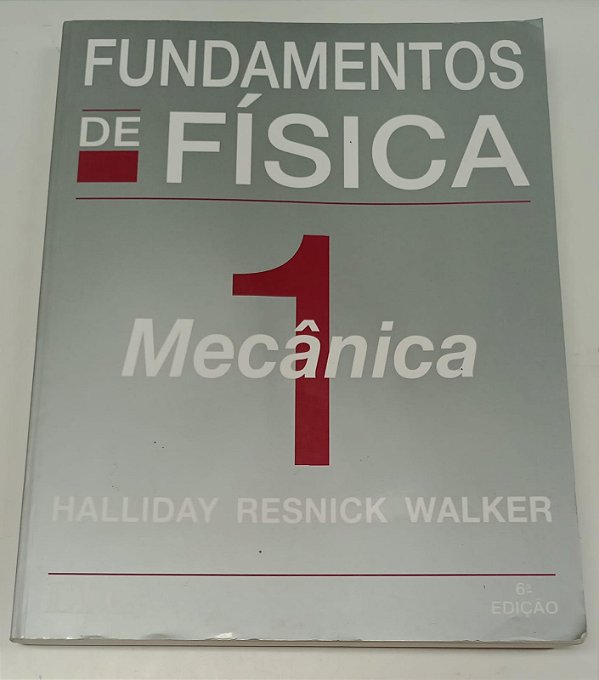 FUNDAMENTOS
DE FÍSICA
1
Mecânica
HALLIDAY RESNICK WALKER
6ª
EDIÇÃO